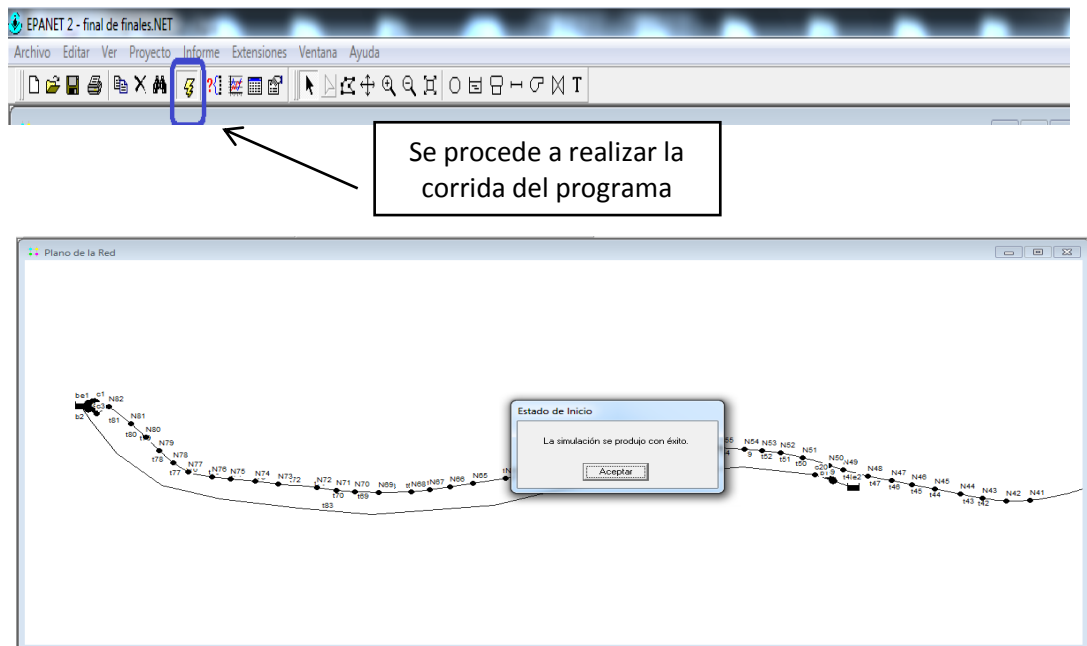 EPANET 2 - final de finales.NET
Archivo Editar Ver Proyecto Informe Extensiones Ventana Ayuda
T
Se procede a realizar la
corrida del programa
Plano de la Red
be1 c1 N82
b2 t81 N81
t80 N80
N79
t78 N78
t77 N77
N76 N75 N74 N73 N72 N71 N70 N69 N68 N67 N66 N65
t70 t69
t83
Estado de Inicio
La simulación se produjo con éxito.
Aceptar
N54 N53 N52 N51 N50 N49 N48 N47 N46 N45 N44 N43 N42 N41
t52 t51 t50 t47 t46 t45 t44 t43 t42